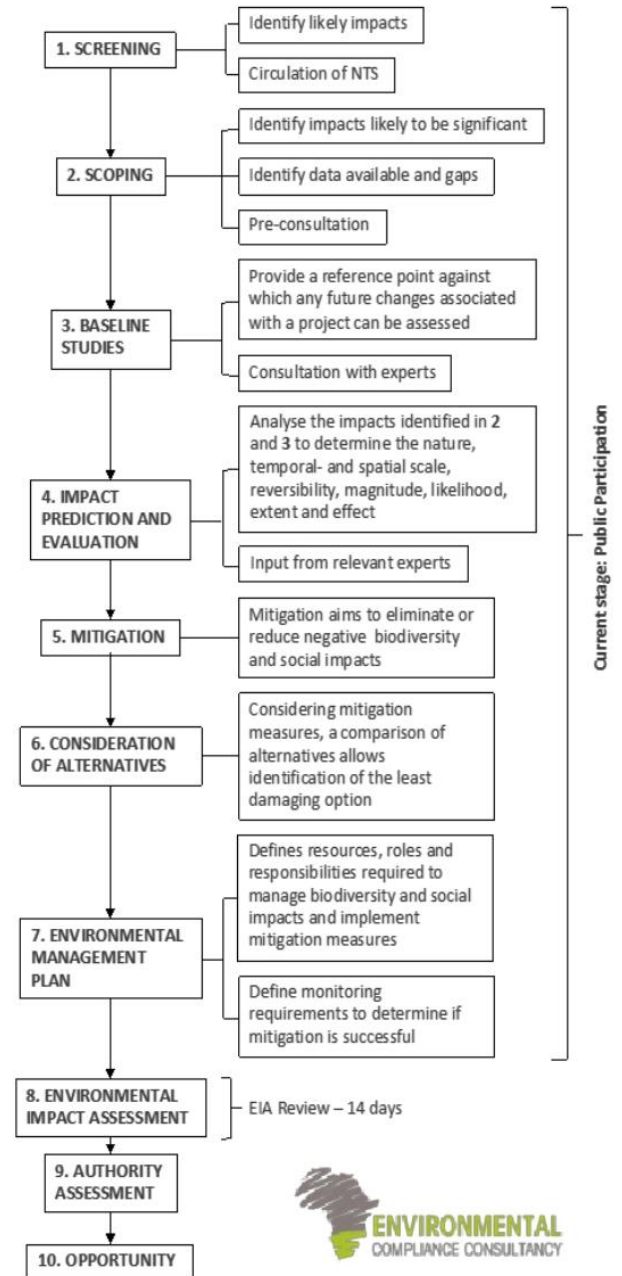 1. SCREENING
Identify likely impacts
Circulation of NTS
2. SCOPING
Identify impacts likely to be significant
Identify data available and gaps
Pre-consultation
3. BASELINE
STUDIES
Provide a reference point against
which any future changes associated
with a project can be assessed
Consultation with experts
4. IMPACT
PREDICTION AND
EVALUATION
Analyse the impacts identified in 2
and 3 to determine the nature,
temporal- and spatial scale,
reversibility, magnitude, likelihood,
extent and effect
Input from relevant experts
5. MITIGATION
Mitigation aims to eliminate or
reduce negative biodiversity
and social impacts
6. CONSIDERATION
OF ALTERNATIVES
Considering mitigation
measures, a comparison of
alternatives allows
identification of the least
damaging option
7. ENVIRONMENTAL
MANAGEMENT
PLAN
Defines resources, roles and
responsibilities required to
manage biodiversity and social
impacts and implement
mitigation measures
Define monitoring
requirements to determine if
mitigation is successful
Current stage: Public Participation
8. ENVIRONMENTAL
IMPACT ASSESSMENT
EIA Review – 14 days
9. AUTHORITY
ASSESSMENT
10. OPPORTUNITY
ENVIRONMENTAL
COMPLIANCE CONSULTANCY